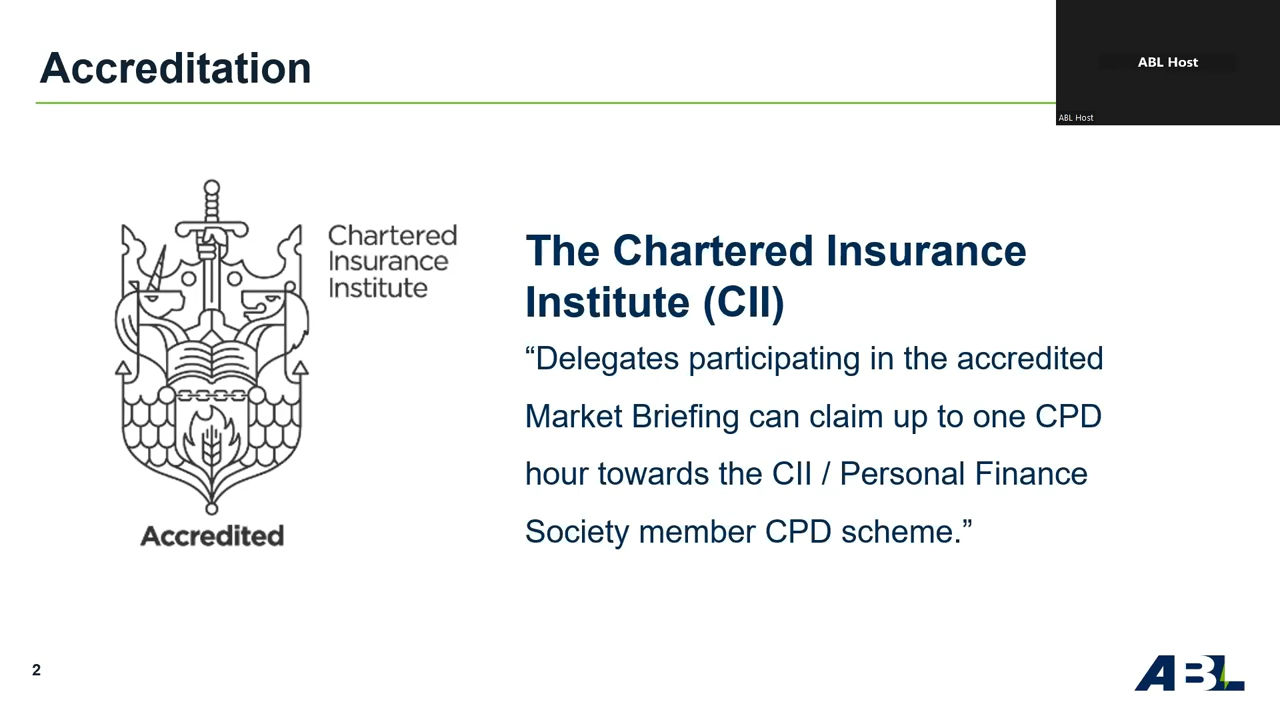 Accreditation
ABL Host
ABL Host
Chartered
Insurance
Institute
Accredited
The Chartered Insurance
Institute (CII)
“Delegates participating in the accredited
Market Briefing can claim up to one CPD
hour towards the CII / Personal Finance
Society member CPD scheme.”
2
ABL